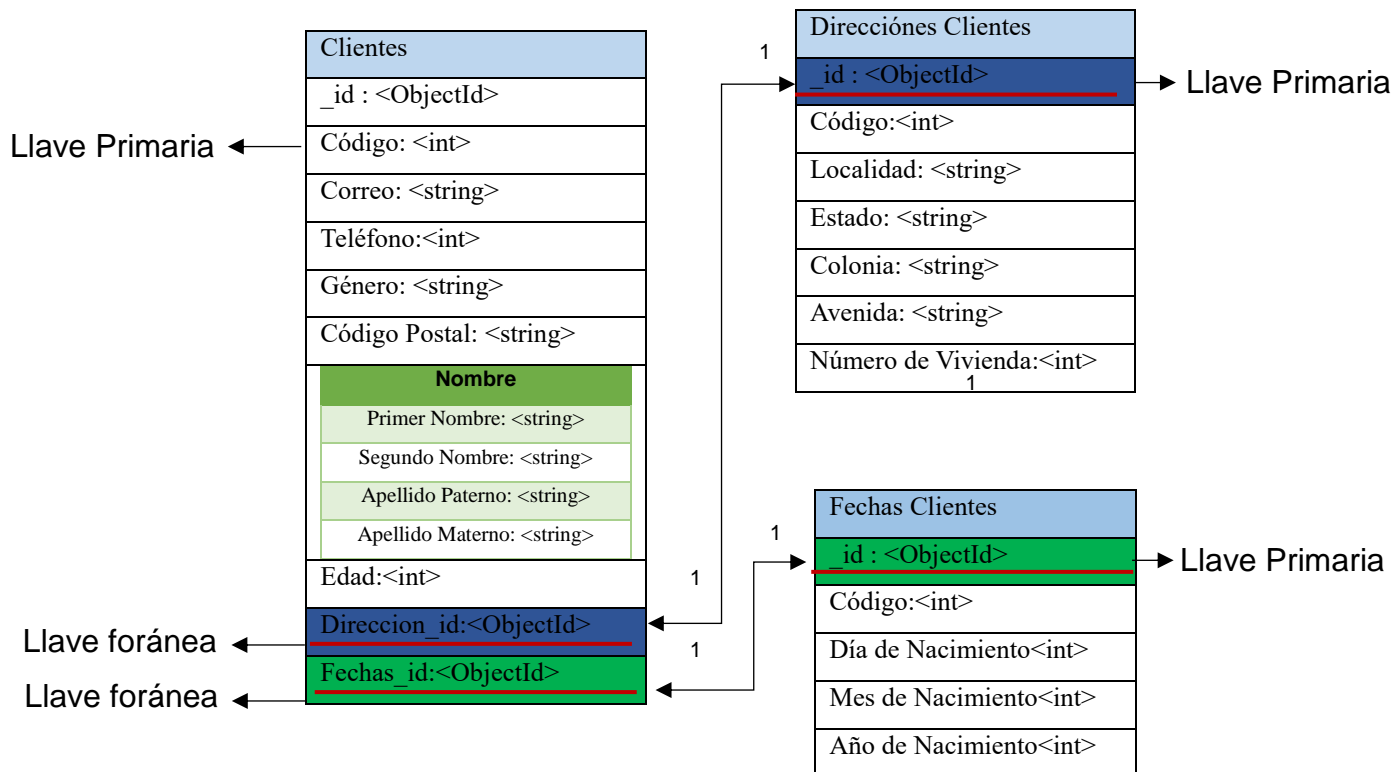 Clientes
_id : <ObjectId>
Llave Primaria
Código: <int>
Correo: <string>
Teléfono:<int>
Género: <string>
Código Postal: <string>
Nombre
Primer Nombre: <string>
Segundo Nombre: <string>
Apellido Paterno: <string>
Apellido Materno: <string>
Edad:<int>
Direccion_id:<ObjectId>
Llave foránea
Fechas_id:<ObjectId>
Llave foránea
1
1
Direcciónes Clientes
1
_id : <ObjectId>
Llave Primaria
Código:<int>
Localidad: <string>
Estado: <string>
Colonia: <string>
Avenida: <string>
Número de Vivienda:<int>
1
Fechas Clientes
1
_id : <ObjectId>
Llave Primaria
Código:<int>
Día de Nacimiento<int>
Mes de Nacimiento<int>
Año de Nacimiento<int>